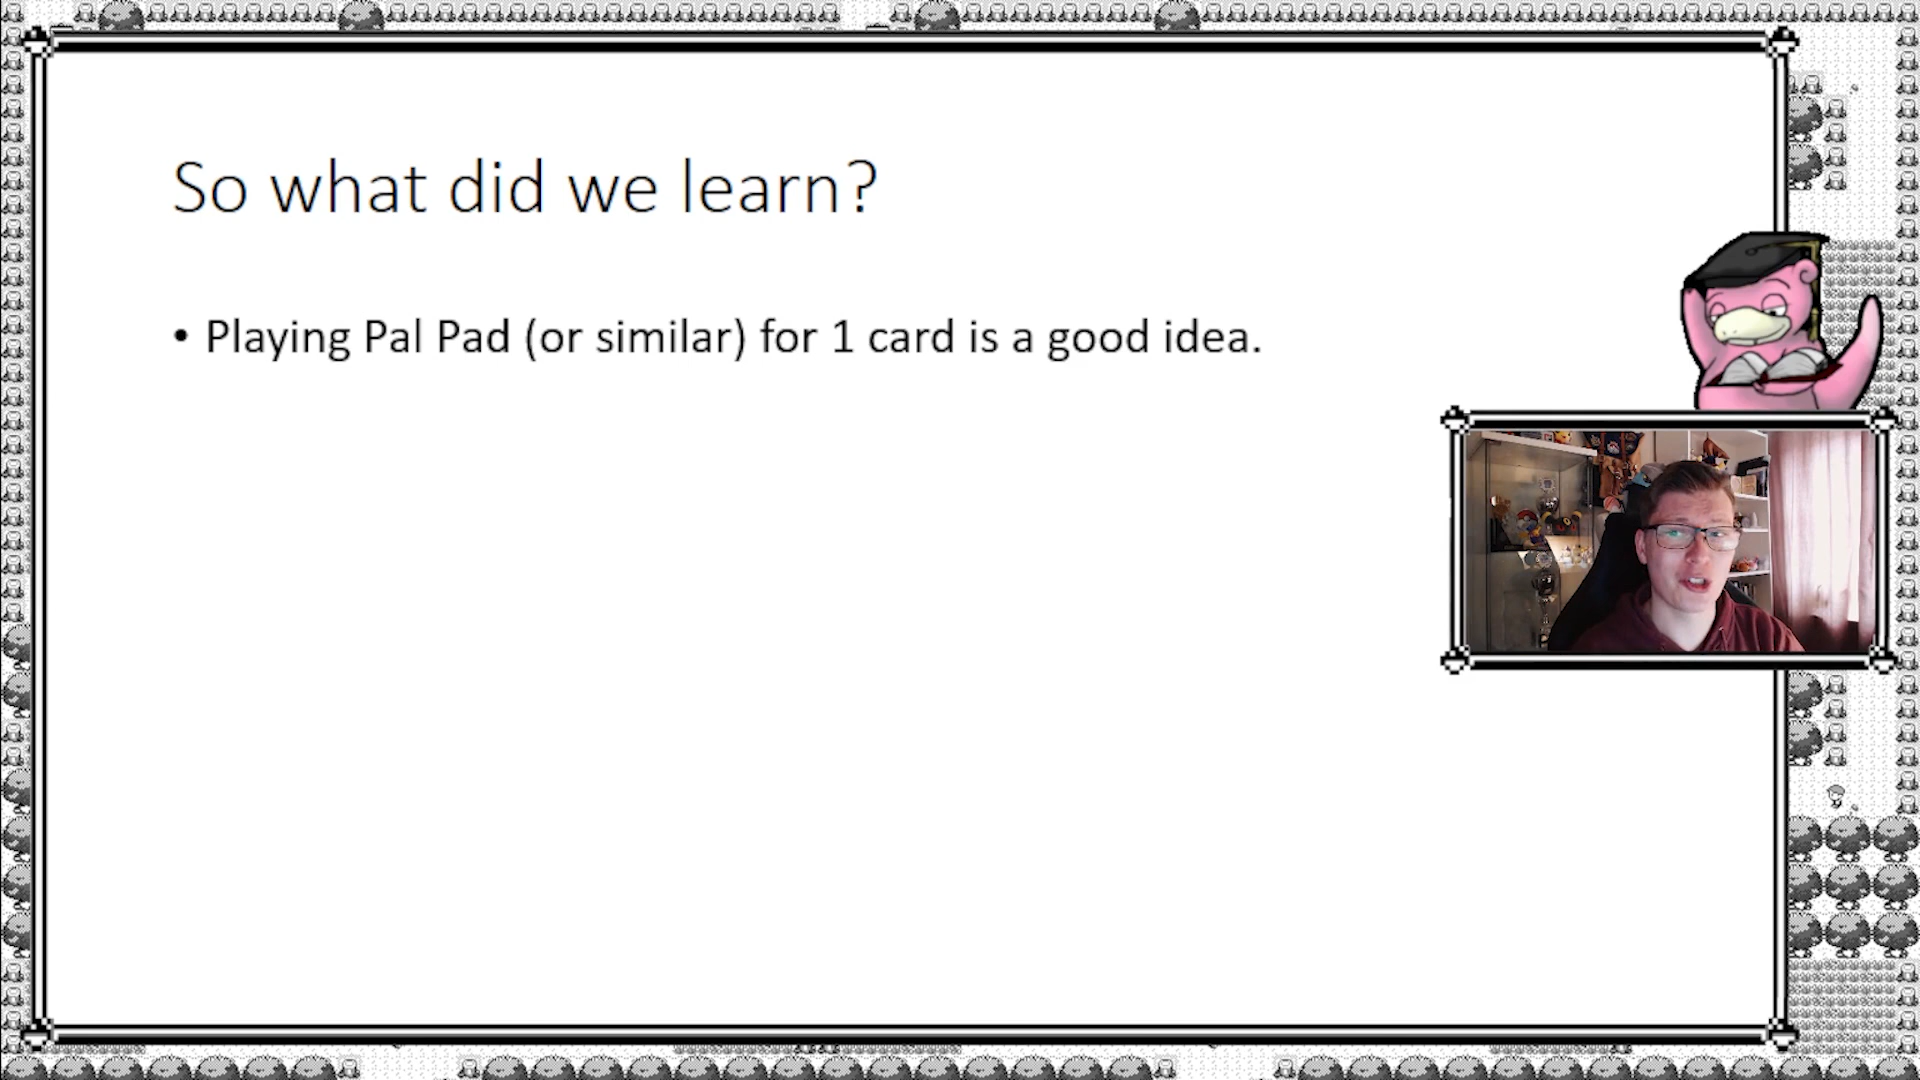 So what did we learn?
• Playing Pal Pad (or similar) for 1 card is a good idea.